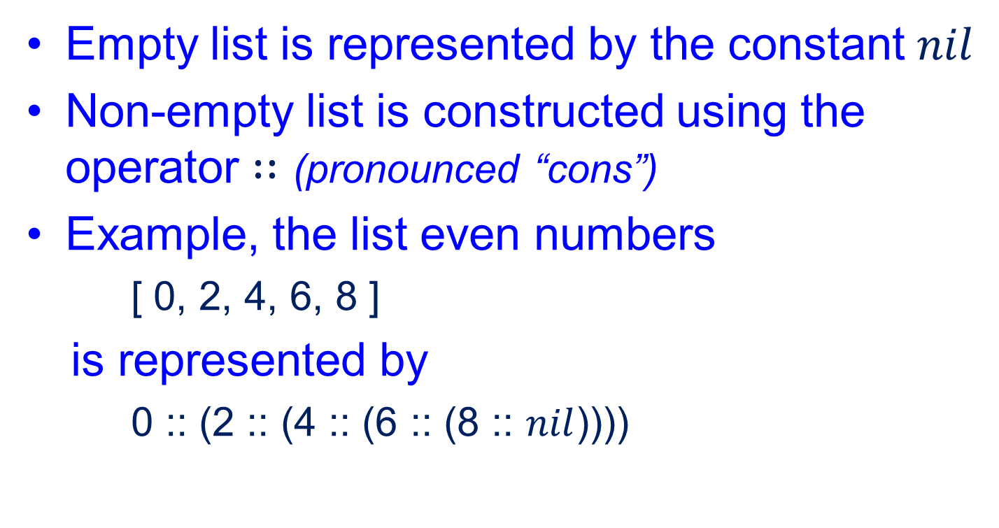 • Empty list is represented by the constant nil
• Non-empty list is constructed using the
operator :: (pronounced “cons”)
• Example, the list even numbers
[ 0, 2, 4, 6, 8 ]
is represented by
0 :: (2 :: (4 :: (6 :: (8 :: nil))))